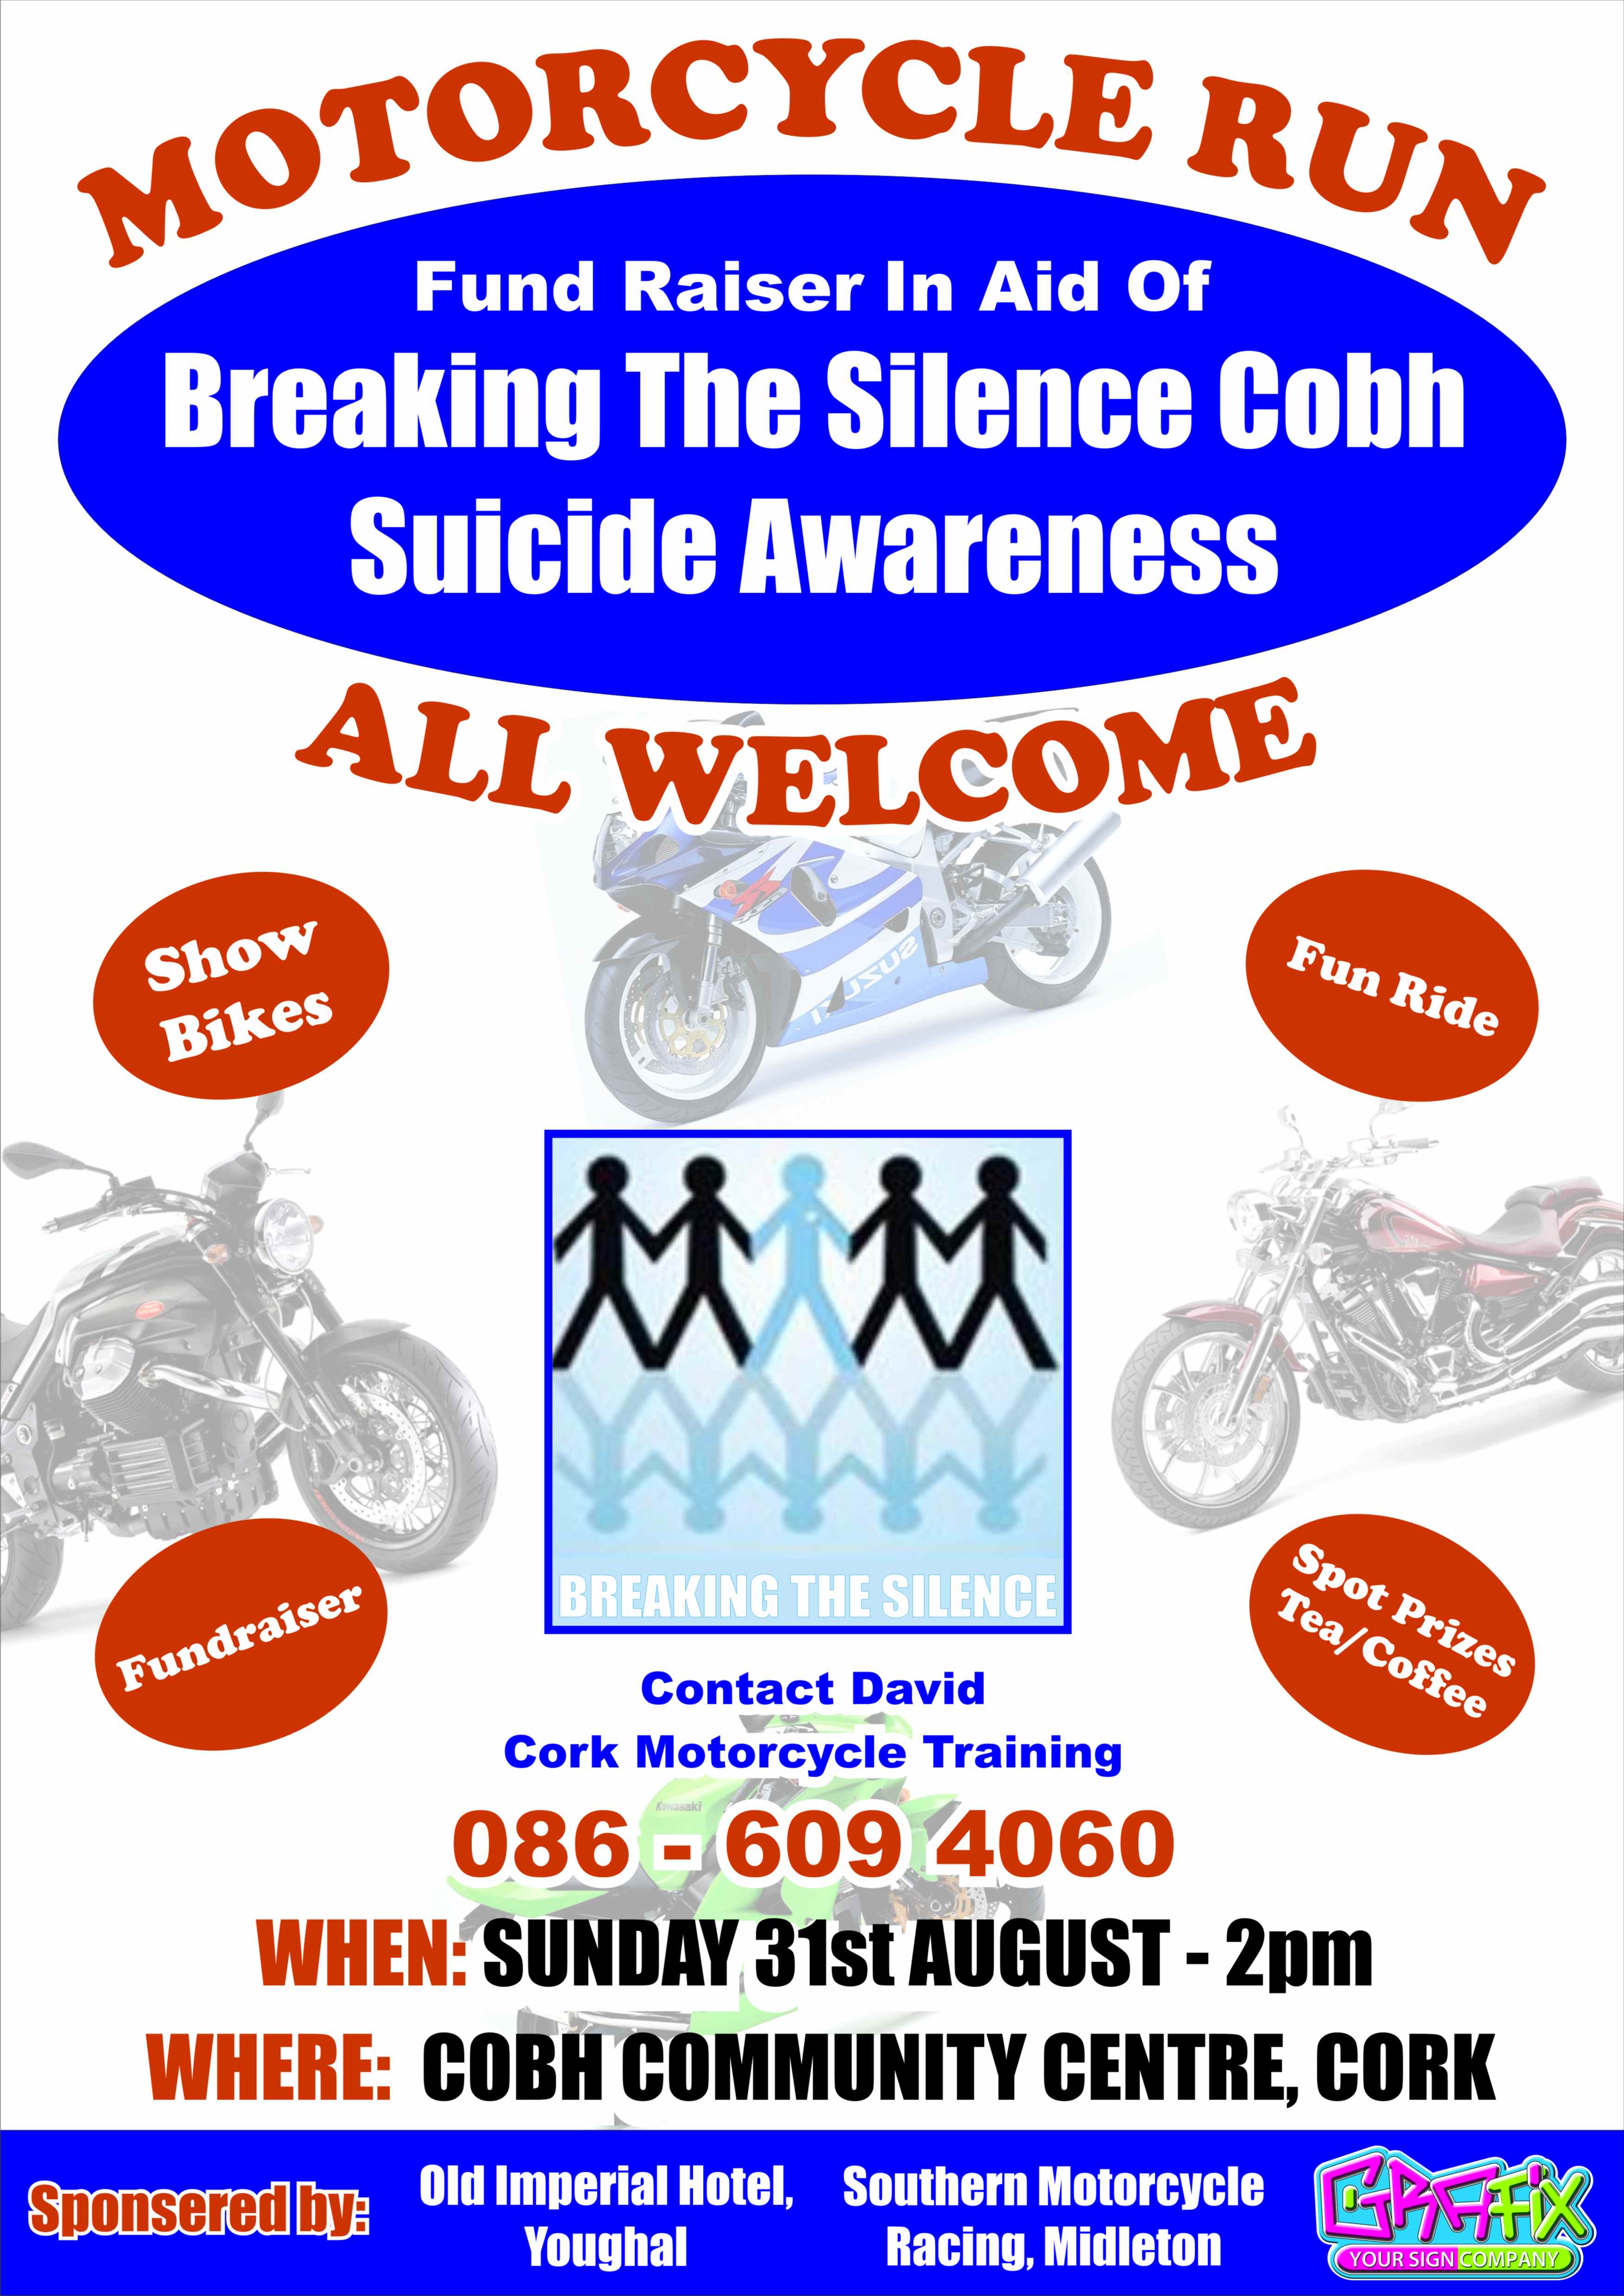 MOTORCYCLE RUN
Fund Raiser In Aid Of
Breaking The Silence Cobh
Suicide Awareness
ALL WELCOME
Show
Bikes
Fun Ride
SUZUKI
BREAKING THE SILENCE
Fundraiser
Spot Prizes
Tea/Coffee
Contact David
Cork Motorcycle Training
Kawasaki
086 - 609 4060
WHEN: SUNDAY 31st AUGUST - 2pm
WHERE: COBH COMMUNITY CENTRE, CORK
Sponsered by:
Old Imperial Hotel,
Youghal
Southern Motorcycle
Racing, Midleton
GRAFIX
YOUR SIGN COMPANY